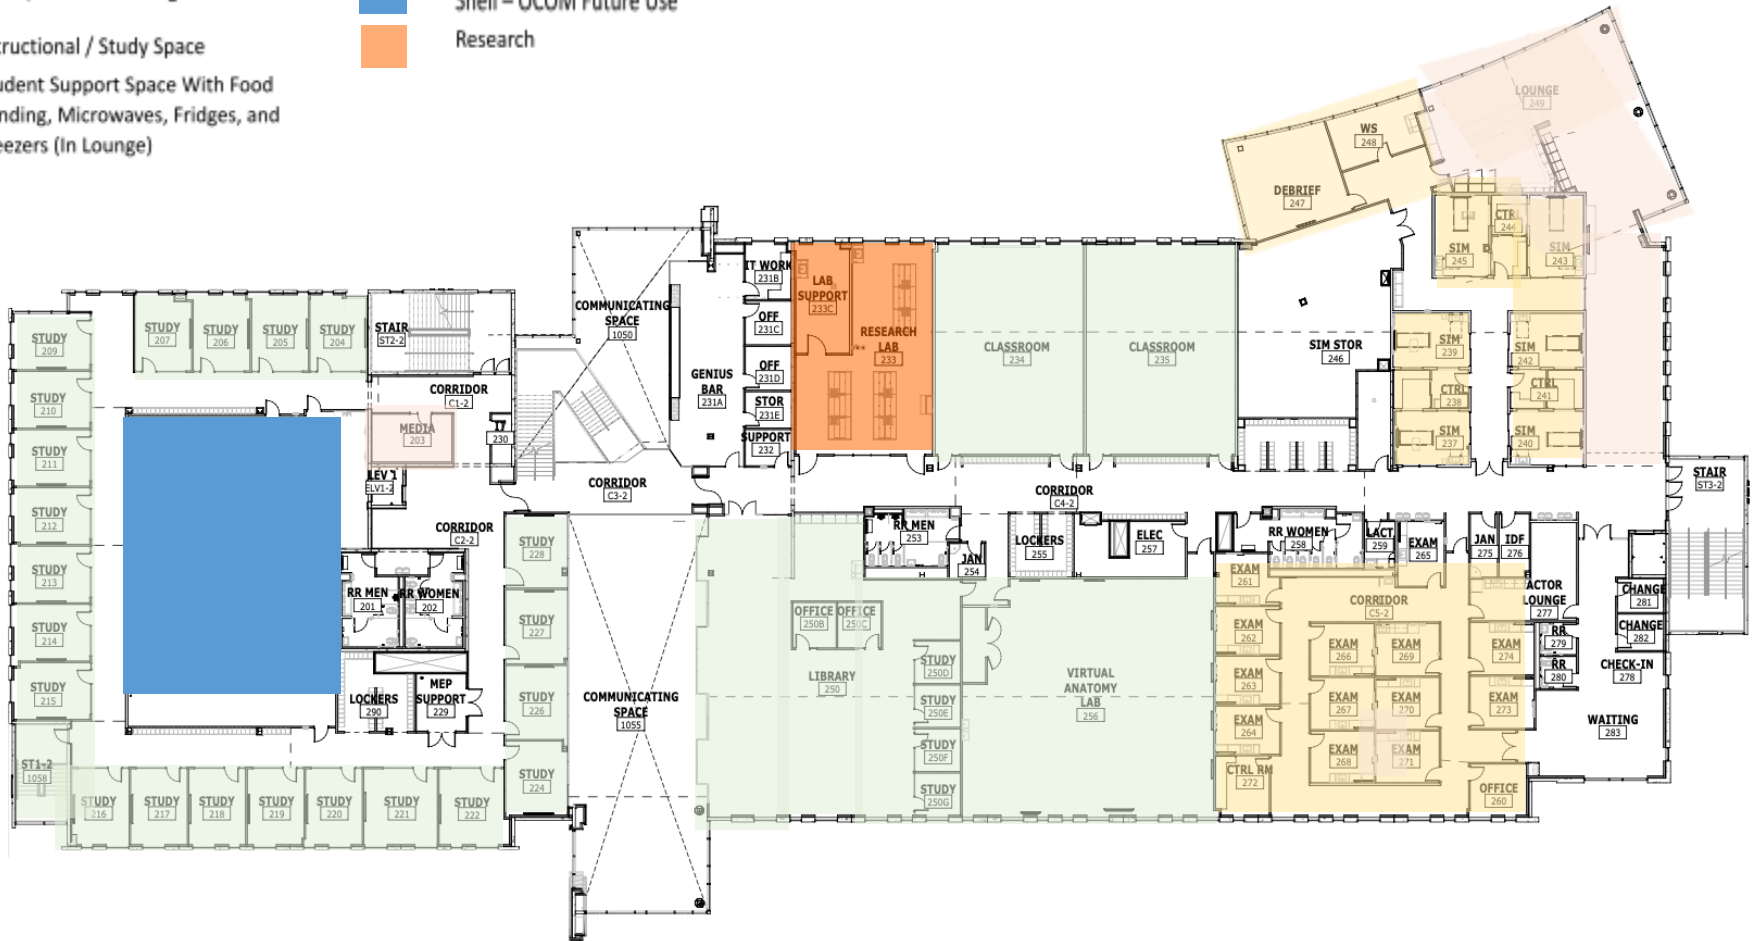 Shell – OCOM Future Use
Research
tructional / Study Space
udent Support Space With Food
nding, Microwaves, Fridges, and
eezers (In Lounge)
LOUNGE
249
WS
248
DEBRIEF
247
CTRL
244
SIM
245
SIM
243
SIM STOR
246
SIM
239
SIM
242
CTRL
238
CTRL
241
SIM
237
SIM
240
COMMUNICATING
SPACE
1050
IT WORK
231B
OFF
231C
OFF
231D
STOR
231E
SUPPORT
232
GENIUS
BAR
231A
LAB
SUPPORT
233C
RESEARCH
LAB
233
CLASSROOM
234
CLASSROOM
235
STUDY
209
STUDY
207
STUDY
206
STUDY
205
STUDY
204
STAIR
ST2-2
CORRIDOR
C1-2
MEDIA
203
230
ELEV 1
ELV1-2
STUDY
210
STUDY
211
STUDY
212
STUDY
213
STUDY
214
STUDY
215
ST1-2
1058
CORRIDOR
C3-2
CORRIDOR
C2-2
CORRIDOR
C4-2
STAIR
ST3-2
RR MEN
201
RR WOMEN
202
LOCKERS
290
MEP
SUPPORT
229
STUDY
228
STUDY
227
STUDY
226
STUDY
224
STUDY
216
STUDY
217
STUDY
218
STUDY
219
STUDY
220
STUDY
221
STUDY
222
COMMUNICATING
SPACE
1055
RR MEN
253
JAN
254
LOCKERS
255
ELEC
257
RR WOMEN
258
LACT
259
EXAM
265
JAN
275
IDF
276
OFFICE
250B
OFFICE
250C
LIBRARY
250
STUDY
250D
STUDY
250E
STUDY
250F
STUDY
250G
VIRTUAL
ANATOMY
LAB
256
EXAM
261
EXAM
262
EXAM
263
EXAM
264
CTRL RM
272
CORRIDOR
C5-2
EXAM
266
EXAM
269
EXAM
267
EXAM
270
EXAM
268
EXAM
271
EXAM
274
EXAM
273
OFFICE
260
ACTOR
LOUNGE
277
RR
279
RR
280
CHANGE
281
CHANGE
282
CHECK-IN
278
WAITING
283